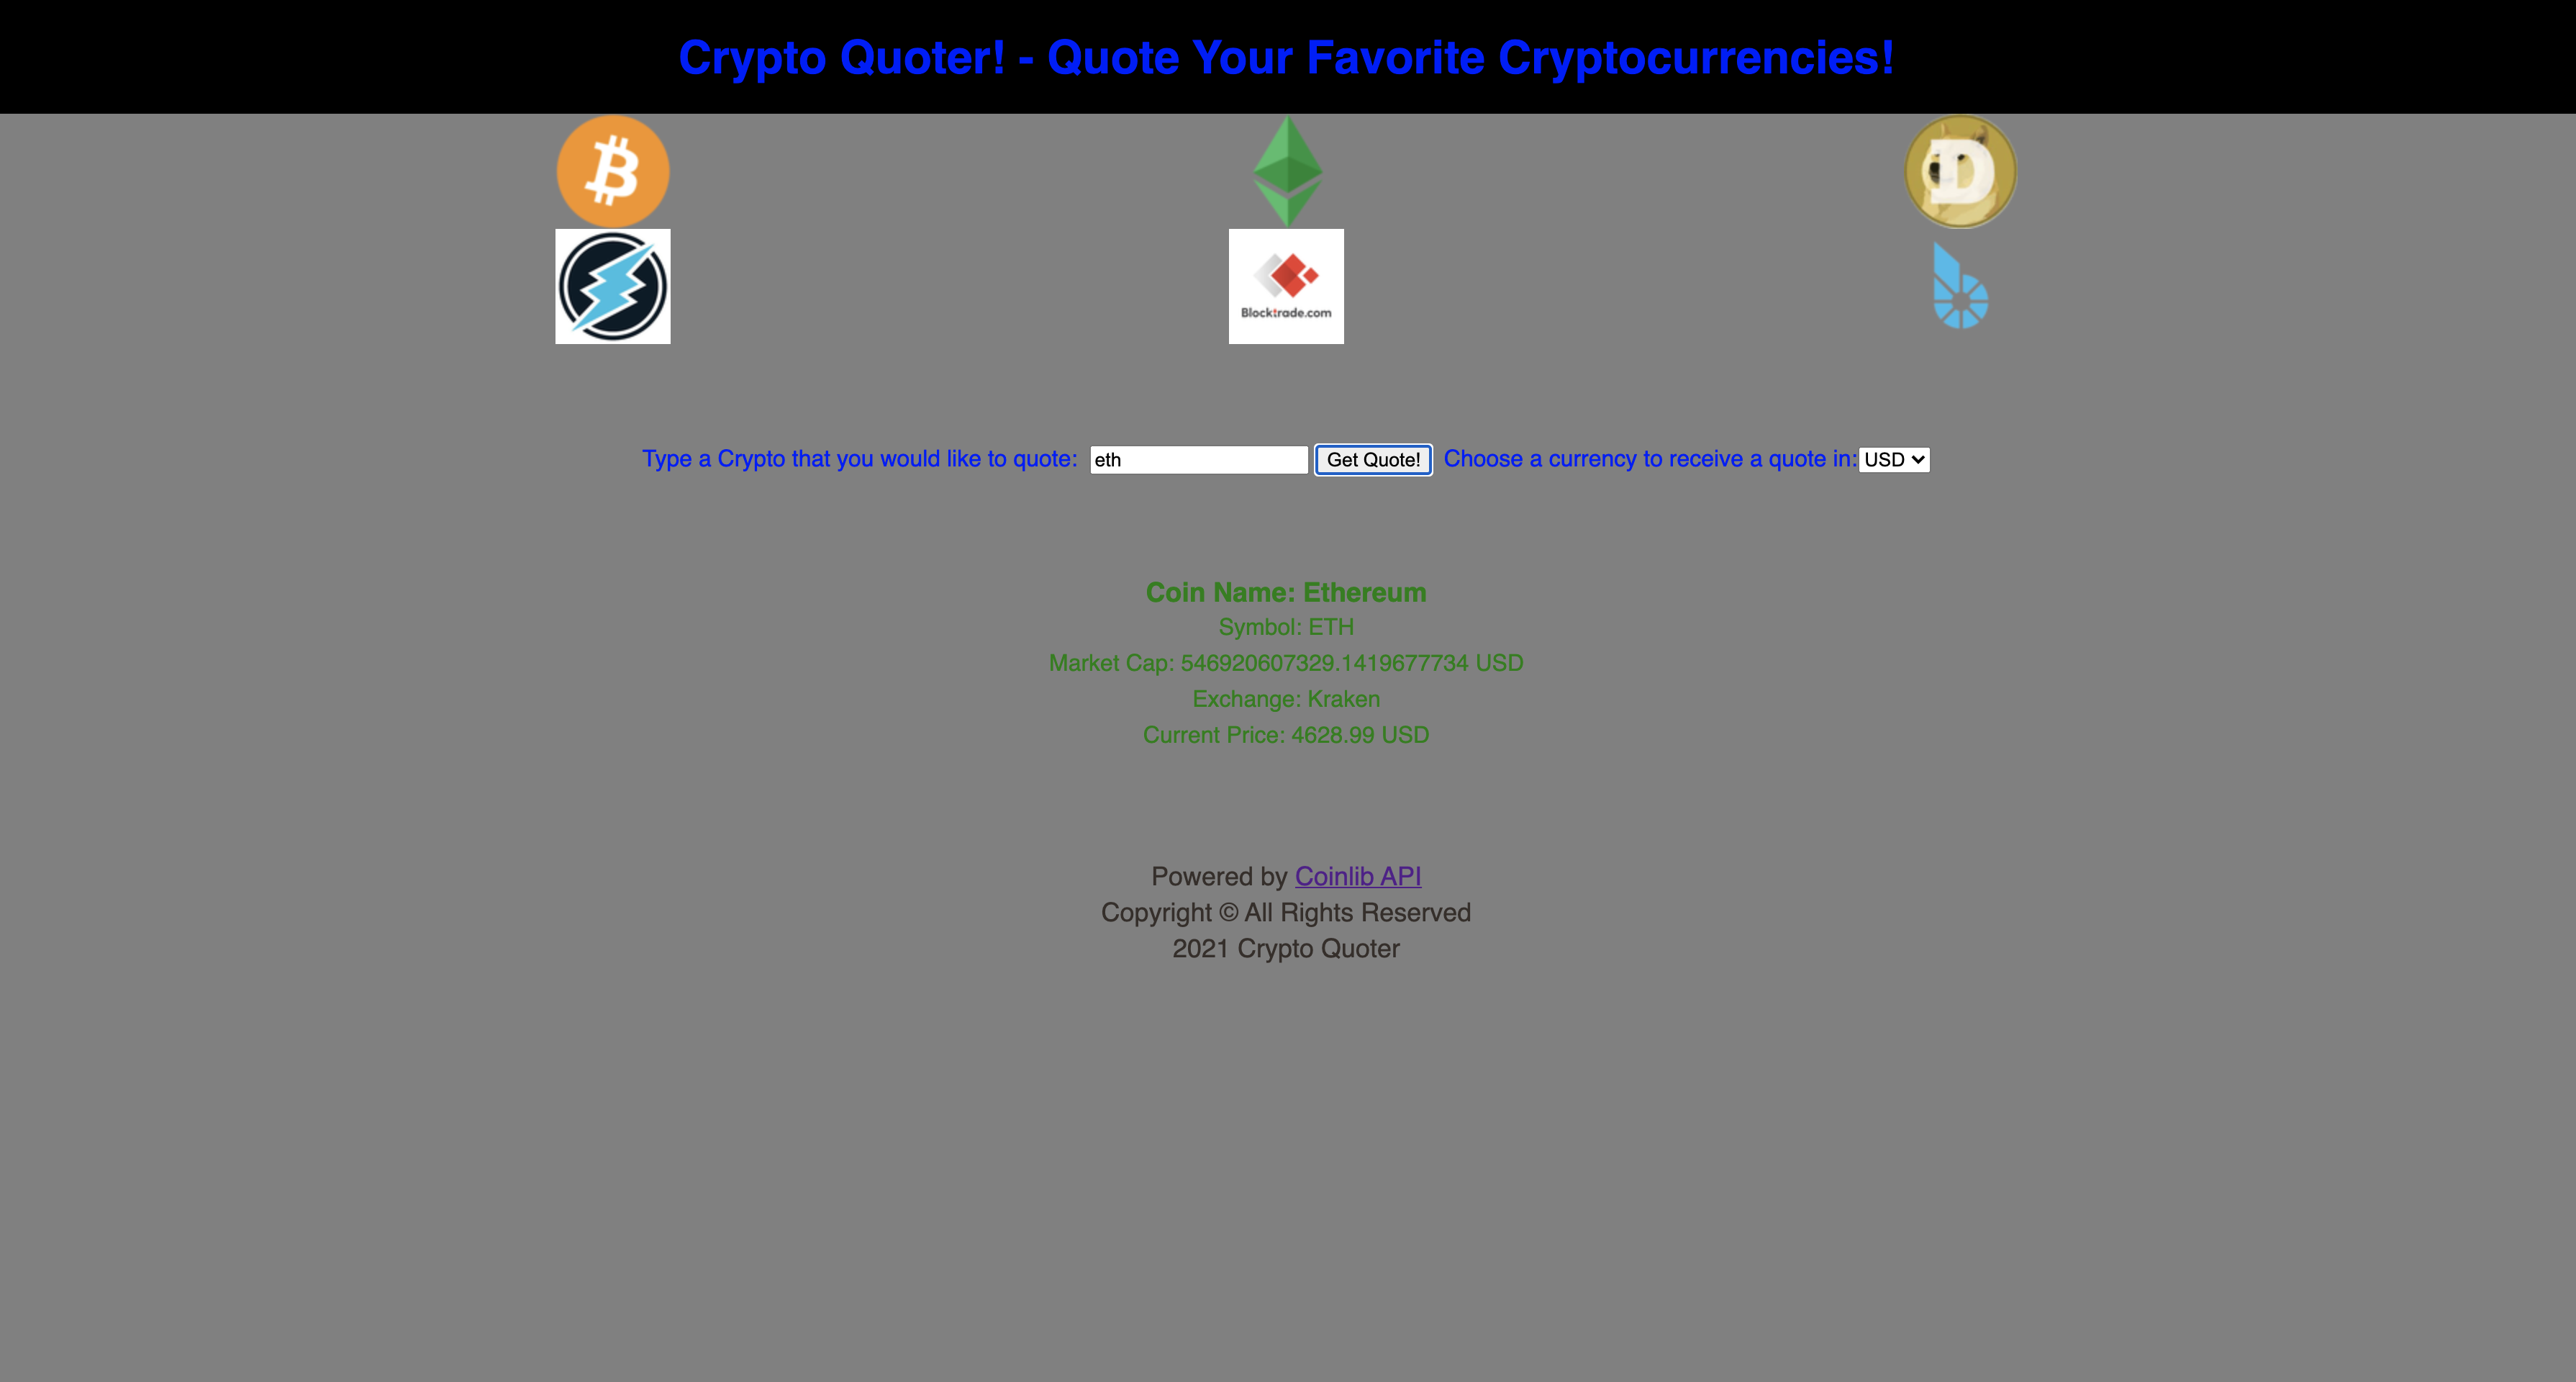 Crypto Quoter! - Quote Your Favorite Cryptocurrencies!
D
Blocktrade.com
Type a Crypto that you would like to quote: eth Get Quote! Choose a currency to receive a quote in: USD
Coin Name: Ethereum
Symbol: ETH
Market Cap: 546920607329.1419677734 USD
Exchange: Kraken
Current Price: 4628.99 USD
Powered by Coinlib API
Copyright © All Rights Reserved
2021 Crypto Quoter